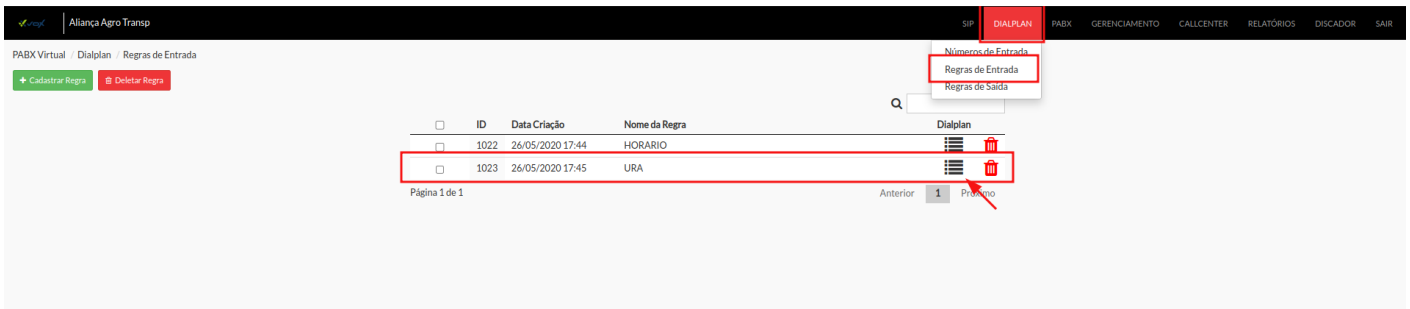 Aliança Agro Transp
SIP DIALPLAN PABX GERENCIAMENTO CALLCENTER RELATÓRIOS DISCADOR SAIR
Números de Entrada
Regras de Entrada
Regras de Saída
PABX Virtual / Dialplan / Regras de Entrada
+ Cadastrar Regra Deletar Regra
ID Data Criação Nome da Regra Dialplan
1022 26/05/2020 17:44 HORARIO
1023 26/05/2020 17:45 URA
Página 1 de 1 Anterior 1 Próximo